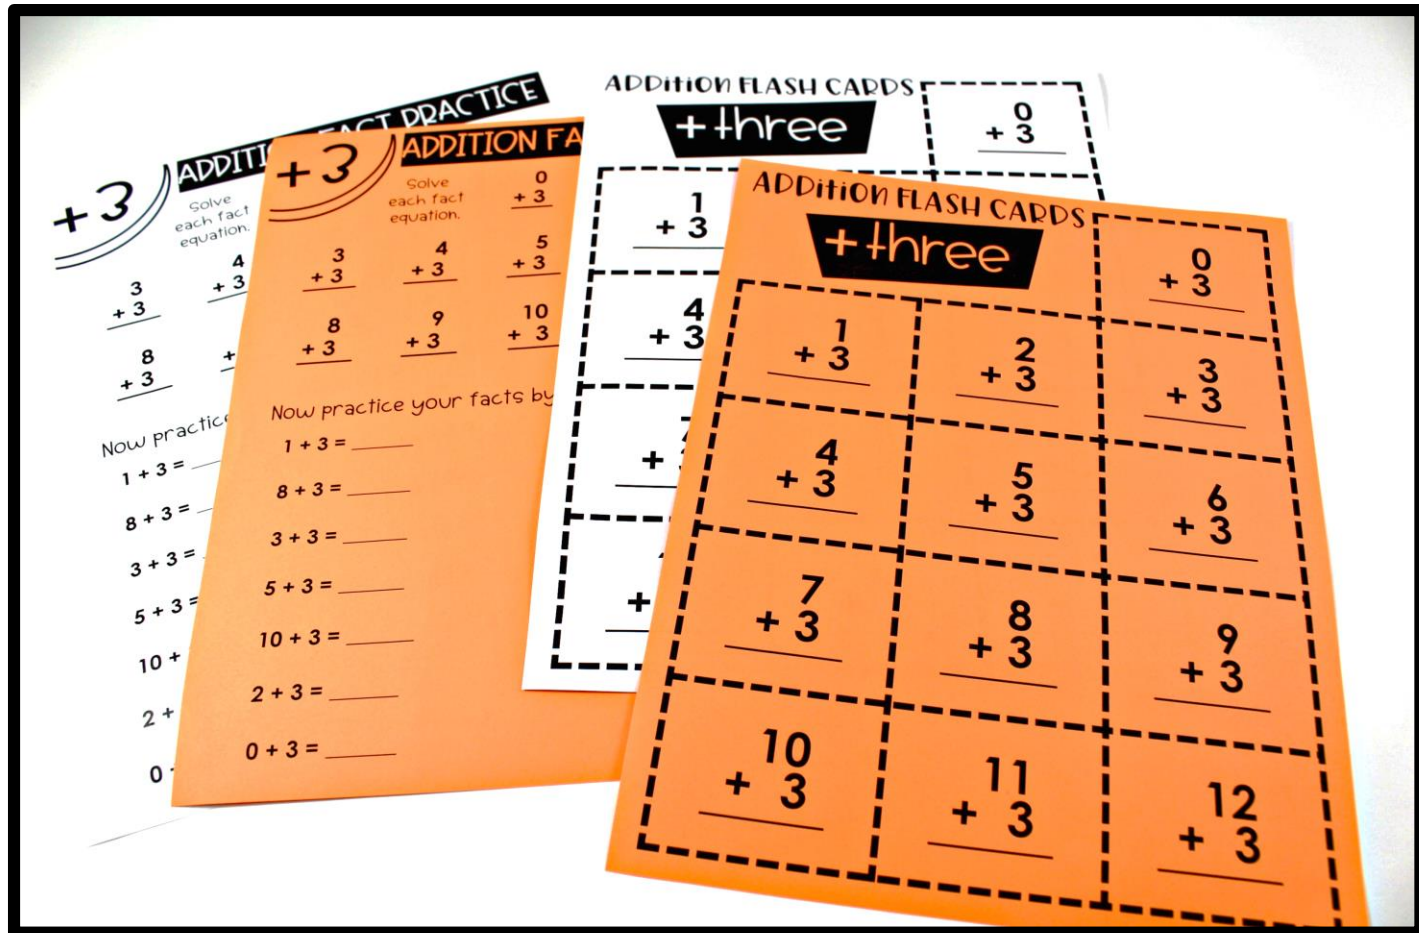 ADDITI
FACT PRACTICE
+3
Solve
each fact
equation.
3
+ 3
4
+ 3
8
+ 3
+
Now practic
1 + 3 =
8 + 3 =
3 + 3 =
5 + 3 =
10 +
2 +
0
+3
ADDITION FA
Solve
each fact
equation.
0
+ 3
3
+ 3
4
+ 3
5
+ 3
8
+ 3
9
+ 3
10
+ 3
Now practice your facts by
1 + 3 =
8 + 3 =
3 + 3 =
5 + 3 =
10 + 3 =
2 + 3 =
0 + 3 =
ADDITION FLASH CARDS
+three
0
+ 3
1
+ 3
4
+ 3
+
+
ADDITION FLASH CARDS
+three
0
+ 3
1
+ 3
2
+ 3
3
+ 3
4
+ 3
5
+ 3
6
+ 3
7
+ 3
8
+ 3
9
+ 3
10
+ 3
11
+ 3
12
+ 3